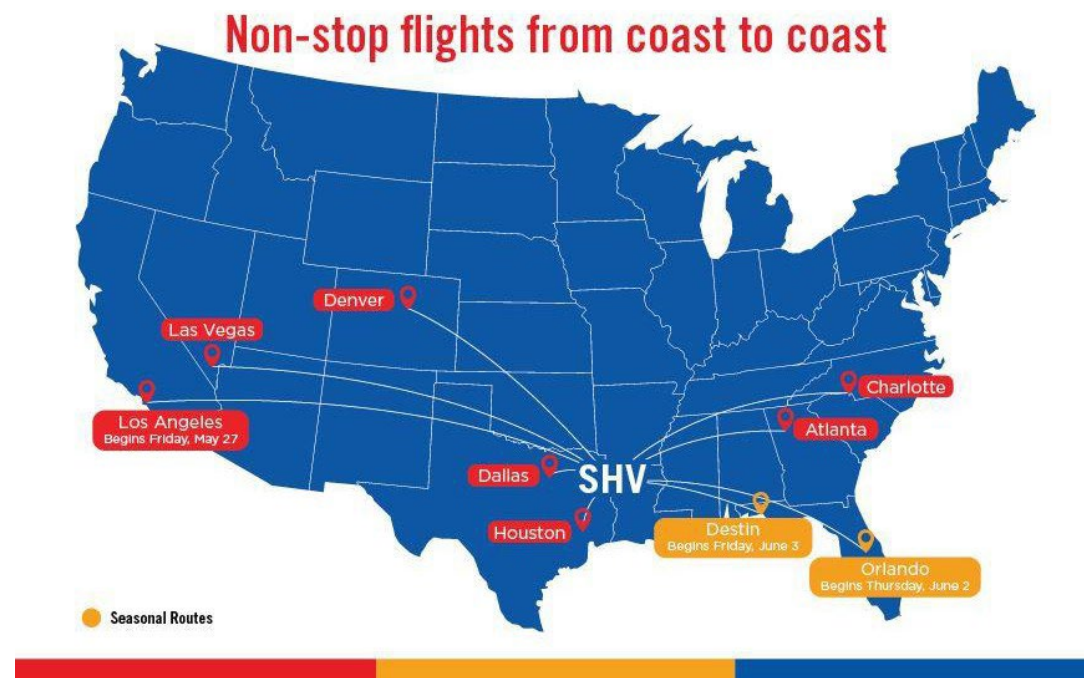 Non-stop flights from coast to coast
Denver
Las Vegas
Los Angeles
Begins Friday, May 27
Charlotte
Atlanta
Dallas
SHV
Houston
Destin
Begins Friday, June 3
Orlando
Begins Thursday, June 2
Seasonal Routes